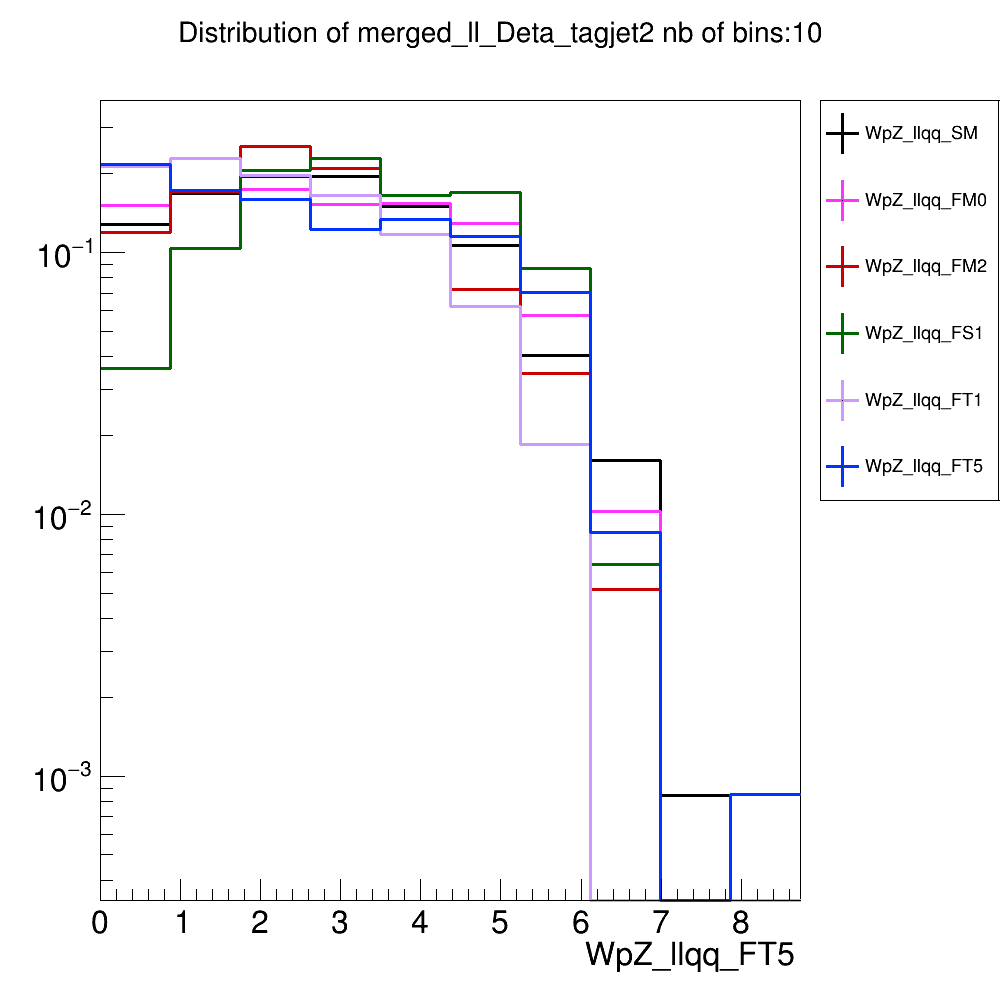 Distribution of merged_ll_Deta_tagjet2 nb of bins:10
WpZ_llqq_SM
WpZ_llqq_FM0
WpZ_llqq_FM2
WpZ_llqq_FS1
WpZ_llqq_FT1
WpZ_llqq_FT5
10⁻¹
10⁻²
10⁻³
0 1 2 3 4 5 6 7 8
WpZ_llqq_FT5